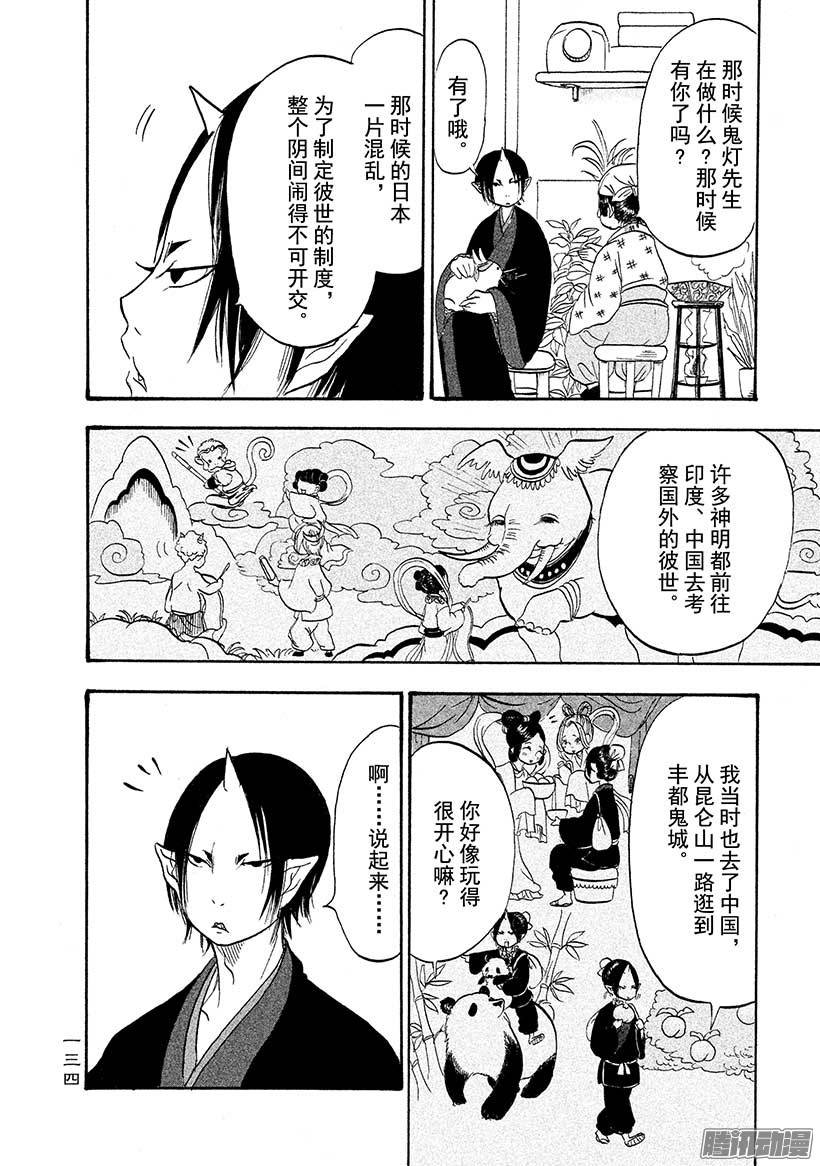 那时候鬼灯先生
在做什么?那时候
有你了吗?
有了哦。
那时候的日本
一片混乱,
为了制定彼世的制度,
整个阴间闹得不可开交。
许多神明都前往
印度、中国去考
察国外的彼世。
我当时也去了中国,
从昆仑山一路逛到
丰都鬼城。
你好像玩得
很开心嘛?
啊……说起来……
一三四
腾讯动漫